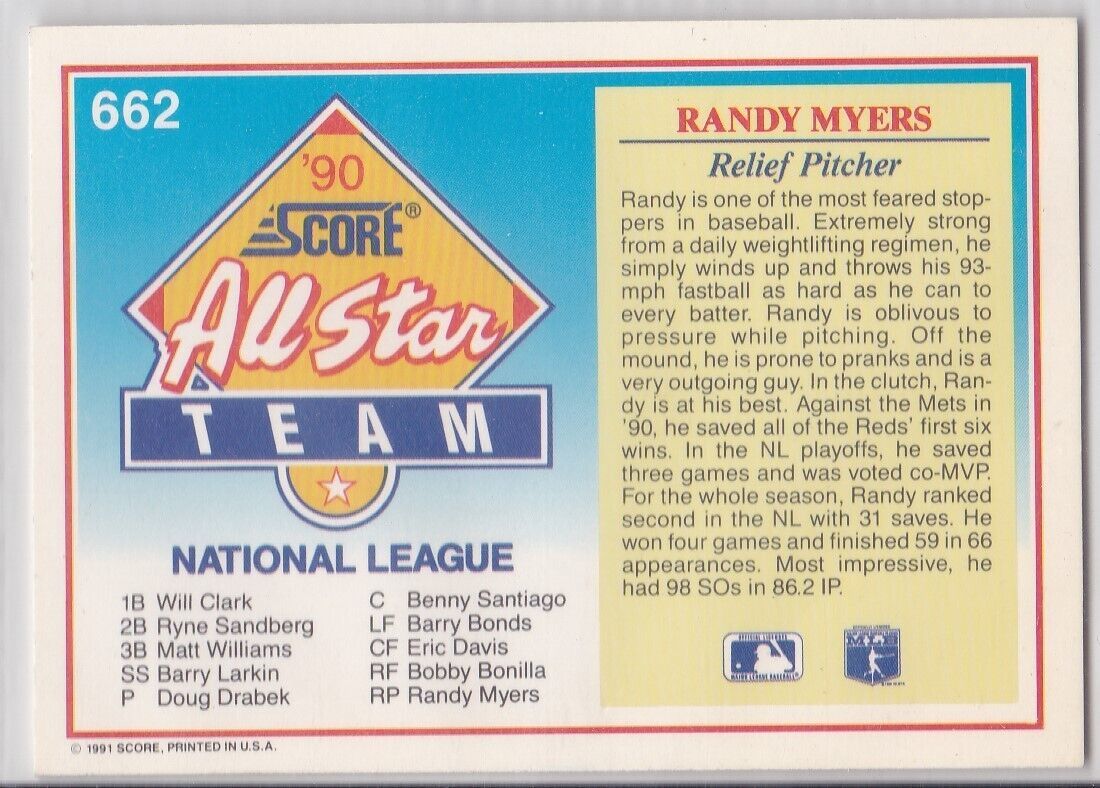 662
'90
SCORE®
All Star
TEAM
NATIONAL LEAGUE
1B Will Clark
2B Ryne Sandberg
3B Matt Williams
SS Barry Larkin
P Doug Drabek
C Benny Santiago
LF Barry Bonds
CF Eric Davis
RF Bobby Bonilla
RP Randy Myers
RANDY MYERS
Relief Pitcher
Randy is one of the most feared stop-
pers in baseball. Extremely strong
from a daily weightlifting regimen, he
simply winds up and throws his 93-
mph fastball as hard as he can to
every batter. Randy is oblivous to
pressure while pitching. Off the
mound, he is prone to pranks and is a
very outgoing guy. In the clutch, Ran-
dy is at his best. Against the Mets in
'90, he saved all of the Reds' first six
wins. In the NL playoffs, he saved
three games and was voted co-MVP.
For the whole season, Randy ranked
second in the NL with 31 saves. He
won four games and finished 59 in 66
appearances. Most impressive, he
had 98 SOs in 86.2 IP.
MAJOR LEAGUE BASEBALL
© 1991 SCORE, PRINTED IN U.S.A.